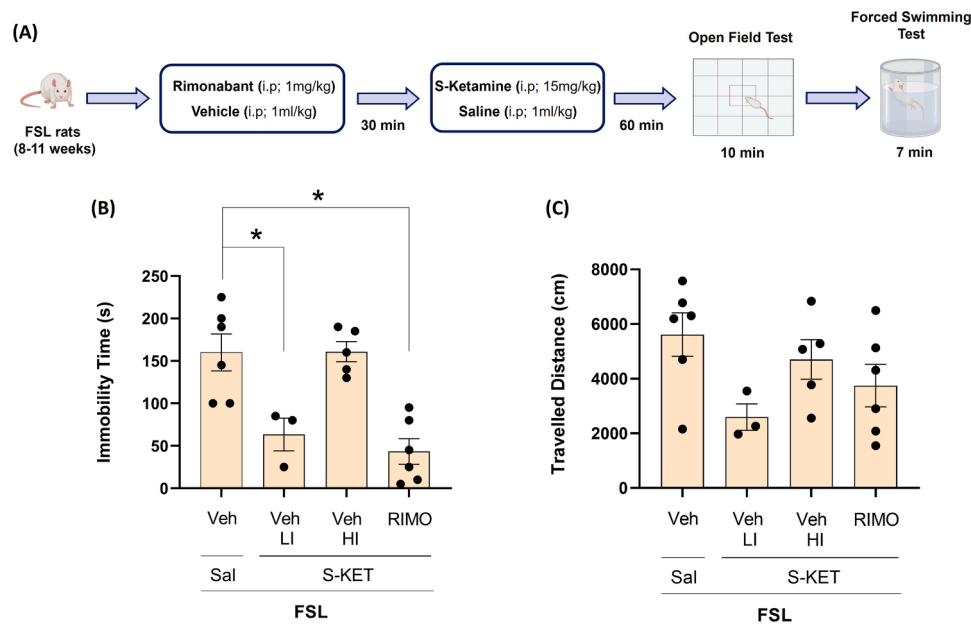 (A)
FSL rats
(8-11 weeks)
Rimonabant (i.p; 1mg/kg)
Vehicle (i.p; 1ml/kg)
30 min
S-Ketamine (i.p; 15mg/kg)
Saline (i.p; 1ml/kg)
60 min
Open Field Test
10 min
Forced Swimming
Test
7 min
(B)
*
*
Immobility Time (s)
250
200
150
100
50
0
Veh
Veh
LI
Veh
HI
RIMO
Sal
S-KET
FSL
(C)
Travelled Distance (cm)
8000
6000
4000
2000
0
Veh
Veh
LI
Veh
HI
RIMO
Sal
S-KET
FSL